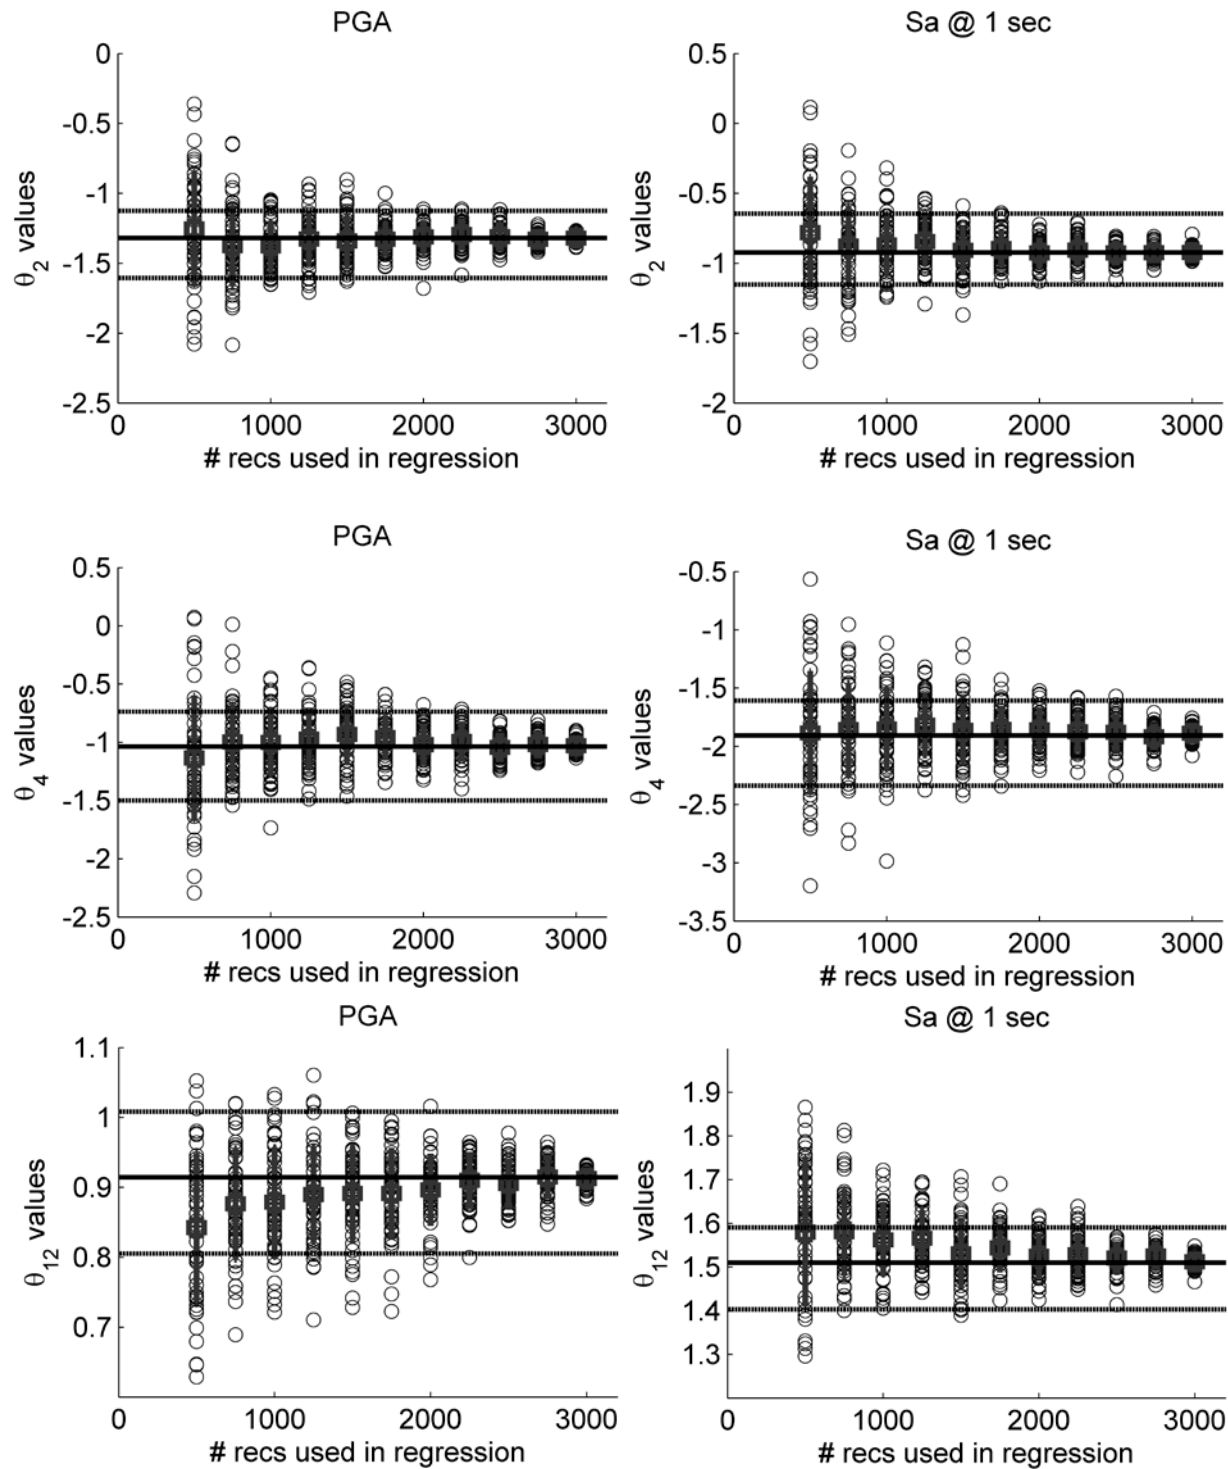 PGA
0
-0.5
-1
-1.5
-2
-2.5
θ2 values
0 1000 2000 3000
# recs used in regression
Sa @ 1 sec
0.5
0
-0.5
-1
-1.5
-2
θ2 values
0 1000 2000 3000
# recs used in regression
PGA
0.5
0
-0.5
-1
-1.5
-2
-2.5
θ4 values
0 1000 2000 3000
# recs used in regression
Sa @ 1 sec
-0.5
-1
-1.5
-2
-2.5
-3
-3.5
θ4 values
0 1000 2000 3000
# recs used in regression
PGA
1.1
1
0.9
0.8
0.7
θ12 values
0 1000 2000 3000
# recs used in regression
Sa @ 1 sec
1.9
1.8
1.7
1.6
1.5
1.4
1.3
θ12 values
0 1000 2000 3000
# recs used in regression